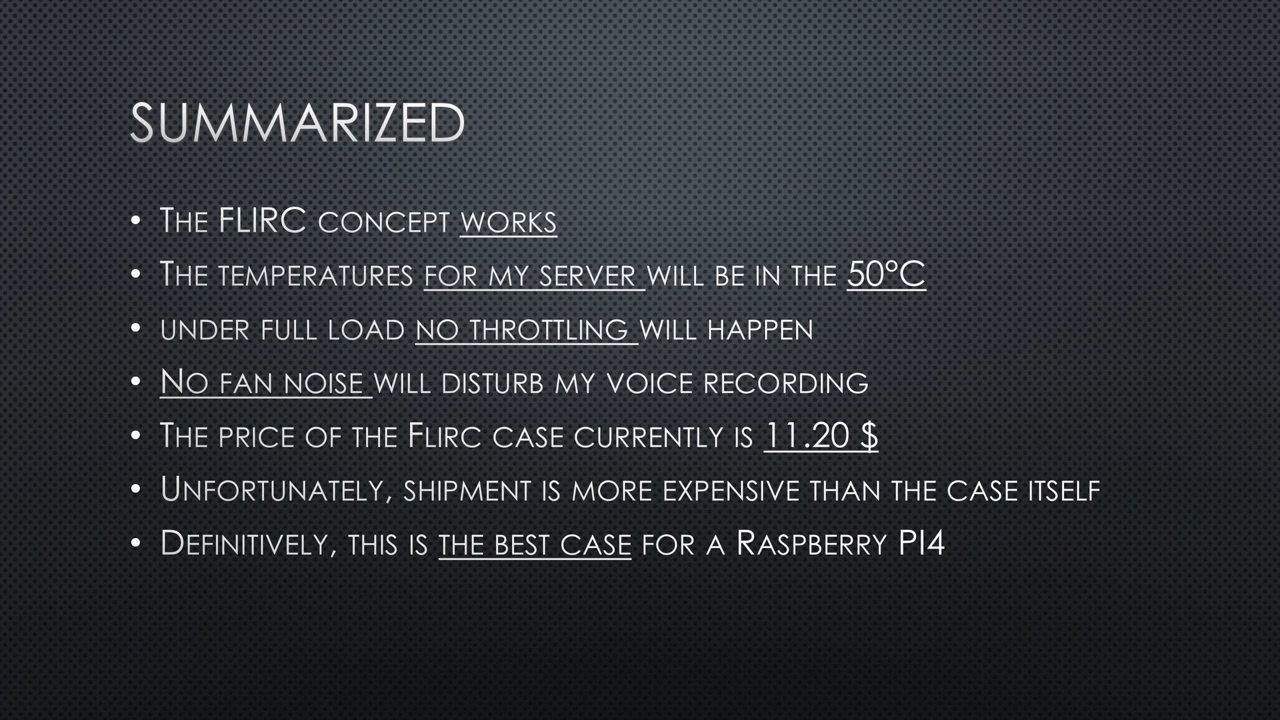 SUMMARIZED
• The FLIRC concept works
• The temperatures for my server will be in the 50°C
• under full load no throttling will happen
• No fan noise will disturb my voice recording
• The price of the Flirc case currently is 11.20 $
• Unfortunately, shipment is more expensive than the case itself
• Definitively, this is the best case for a Raspberry PI4